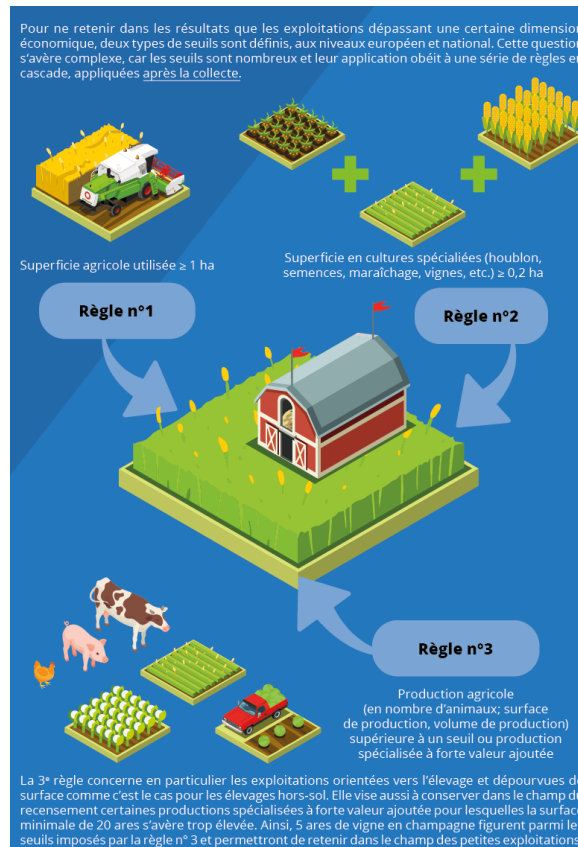 Pour ne retenir dans les résultats que les exploitations dépassant une certaine dimension
économique, deux types de seuils sont définis, aux niveaux européen et national. Cette question
s'avère complexe, car les seuils sont nombreux et leur application obéit à une série de règles en
cascade, appliquées après la collecte.
Superficie agricole utilisée ≥ 1 ha
Superficie en cultures spécialiées (houblon,
semences, maraîchage, vignes, etc.) ≥ 0,2 ha
Règle n°1
Règle n°2
Règle n°3
Production agricole
(en nombre d'animaux; surface
de production, volume de production)
supérieure à un seuil ou production
spécialisée à forte valeur ajoutée
La 3ᵉ règle concerne en particulier les exploitations orientées vers l'élevage et dépourvues de
surface comme c'est le cas pour les élevages hors-sol. Elle vise aussi à conserver dans le champ du
recensement certaines productions spécialisées à forte valeur ajoutée pour lesquelles la surface
minimale de 20 ares s'avère trop élevée. Ainsi, 5 ares de vigne en champagne figurent parmi les
seuils imposés par la règle n° 3 et permettront de retenir dans le champ des petites exploitations